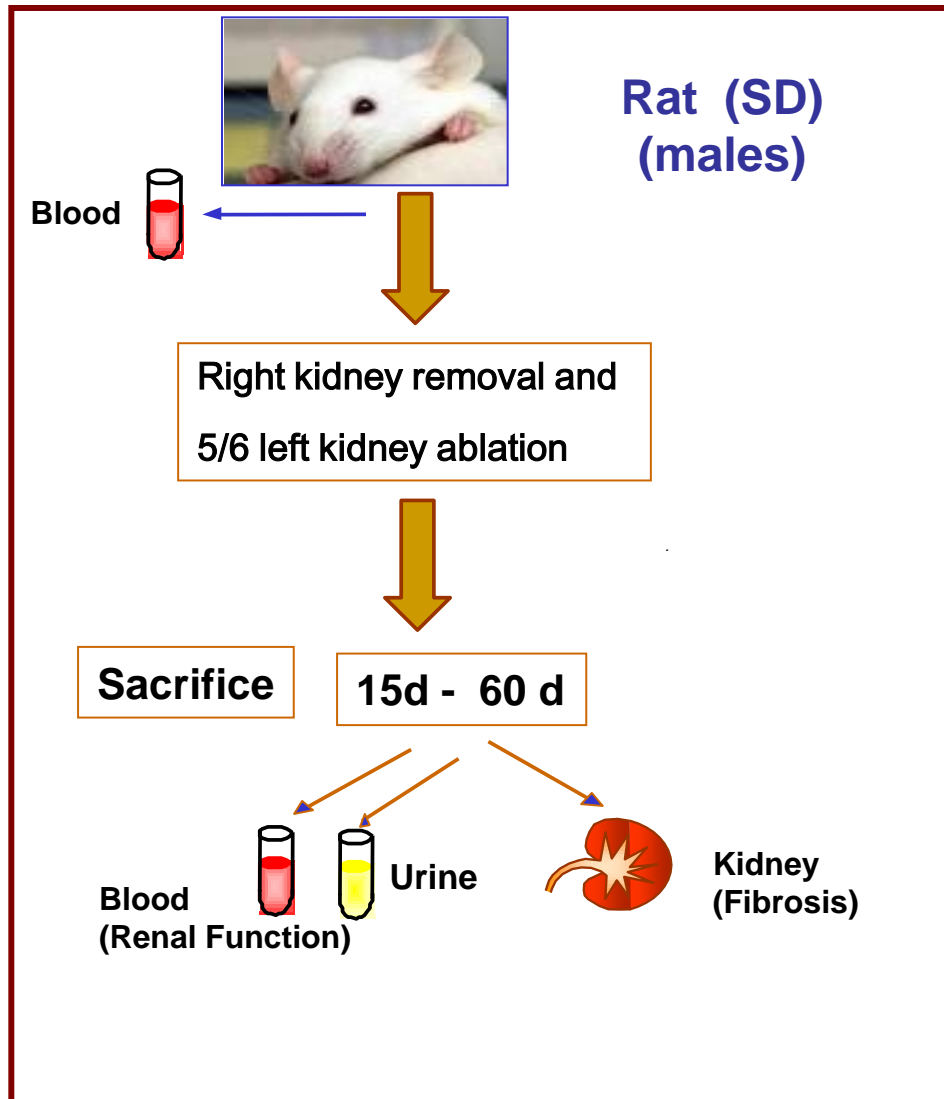 Rat (SD)
(males)
Blood
Right kidney removal and
5/6 left kidney ablation
Sacrifice
15d - 60 d
Blood
(Renal Function)
Urine
Kidney
(Fibrosis)